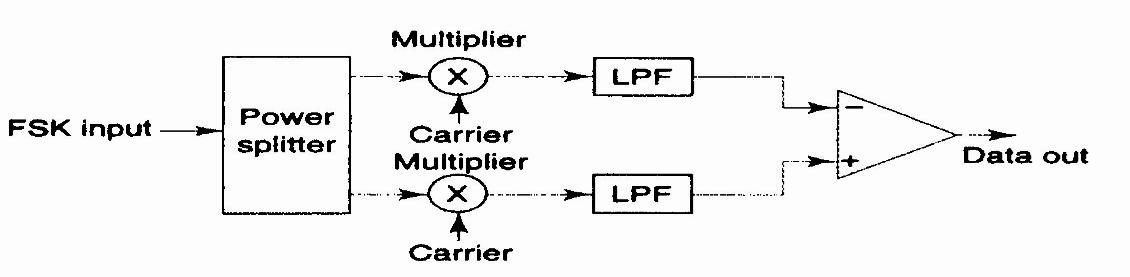 Multiplier
X
LPF
−
Carrier
FSK input
Power
splitter
Multiplier
X
LPF
+
Data out
Carrier